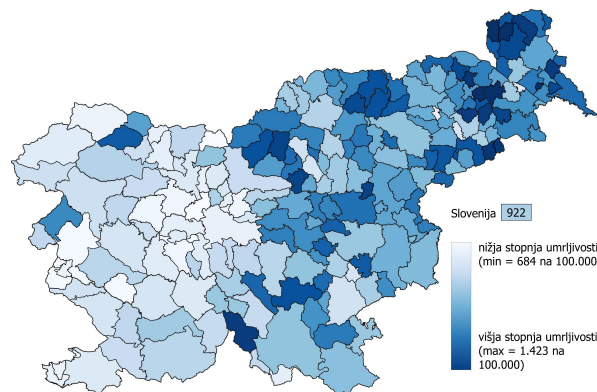 Slovenija 922
nižja stopnja umrljivosti
(min = 684 na 100.000
višja stopnja umrljivosti
(max = 1.423 na
100.000)